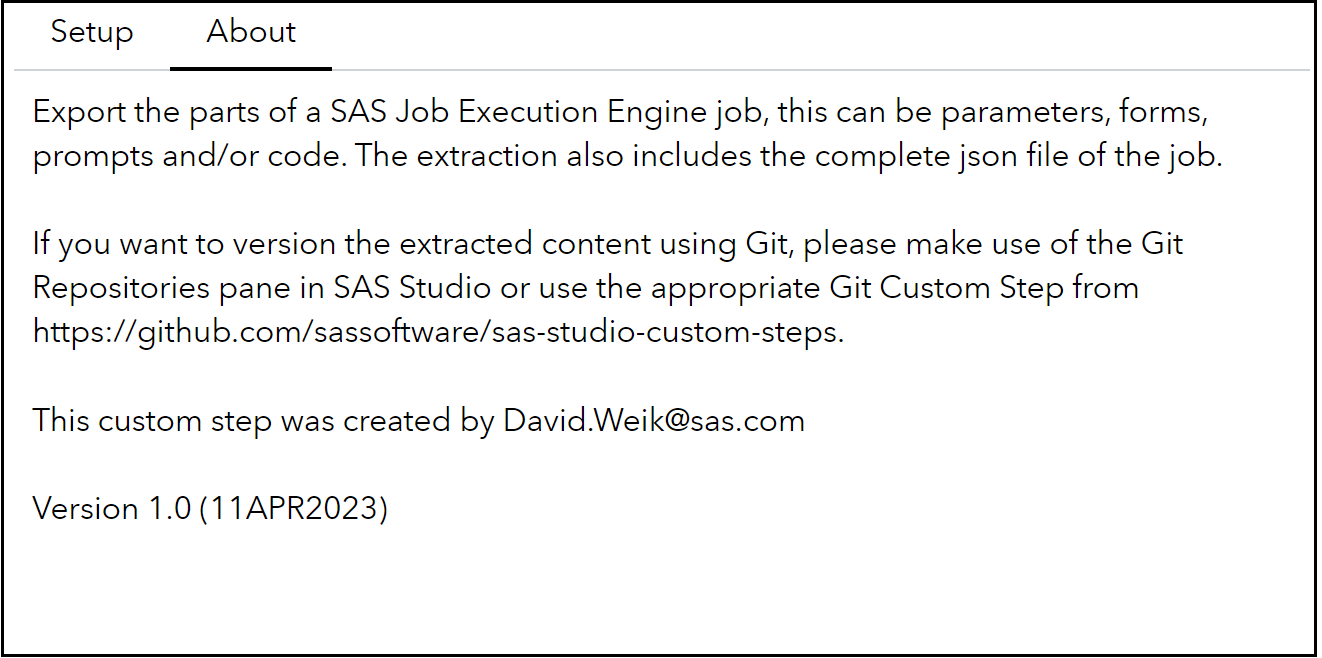 Setup About
Export the parts of a SAS Job Execution Engine job, this can be parameters, forms,
prompts and/or code. The extraction also includes the complete json file of the job.
If you want to version the extracted content using Git, please make use of the Git
Repositories pane in SAS Studio or use the appropriate Git Custom Step from
https://github.com/sassoftware/sas-studio-custom-steps.
This custom step was created by David.Weik@sas.com
Version 1.0 (11APR2023)